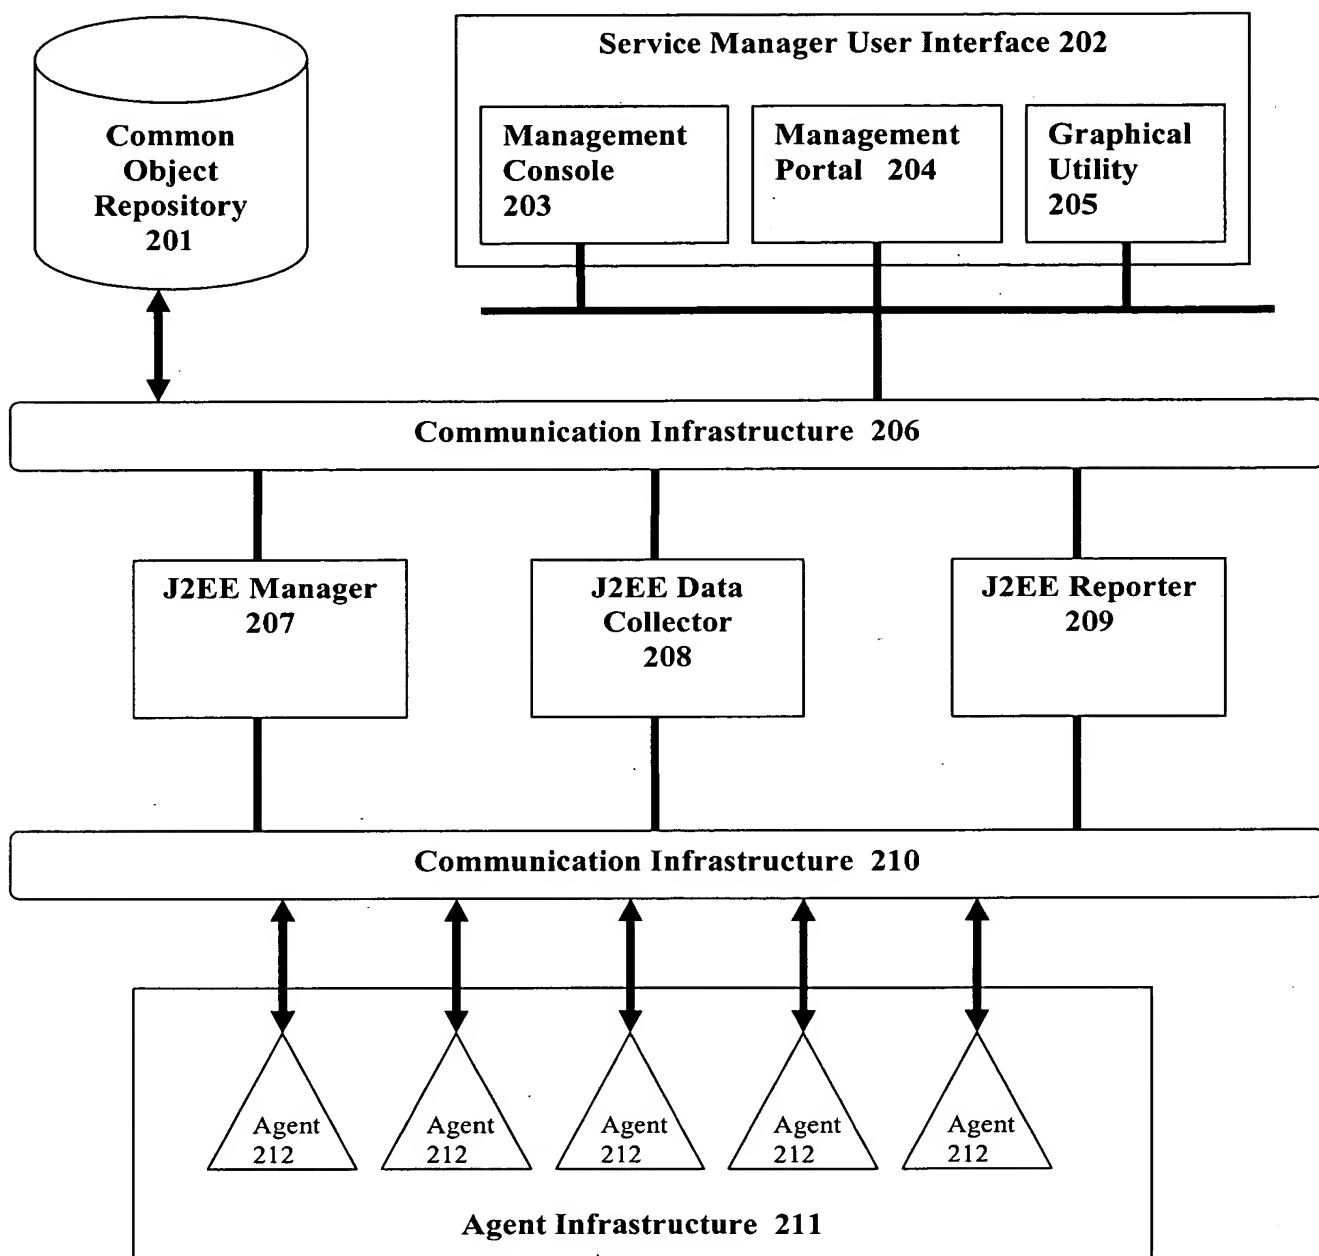 Common
Object
Repository
201
Service Manager User Interface 202
Management
Console
203
Management
Portal 204
Graphical
Utility
205
Communication Infrastructure 206
J2EE Manager
207
J2EE Data
Collector
208
J2EE Reporter
209
Communication Infrastructure 210
Agent
212
Agent
212
Agent
212
Agent
212
Agent
212
Agent Infrastructure 211